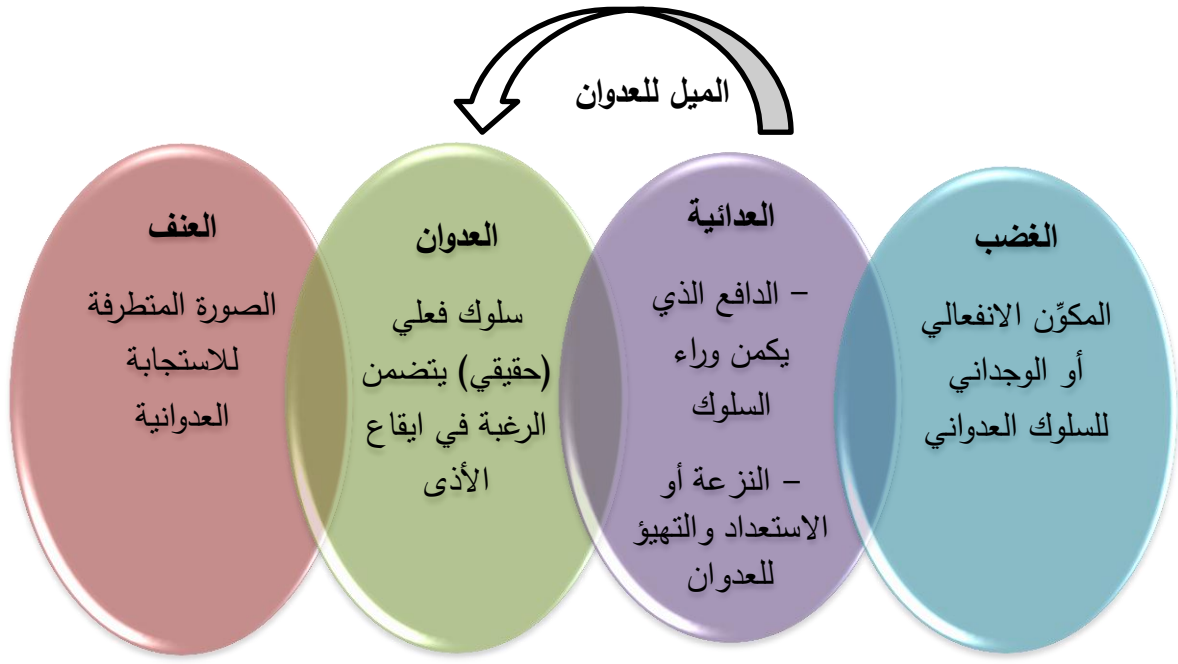 الميل للعدوان
الغضب
المكوِّن الانفعالي
أو الوجداني
للسلوك العدواني
العدائية
- الدافع الذي
يكمن وراء
السلوك
- النزعة أو
الاستعداد والتهيؤ
للعدوان
العدوان
سلوك فعلي
(حقيقي) يتضمن
الرغبة في ايقاع
الأذى
العنف
الصورة المتطرفة
للاستجابة
العدوانية